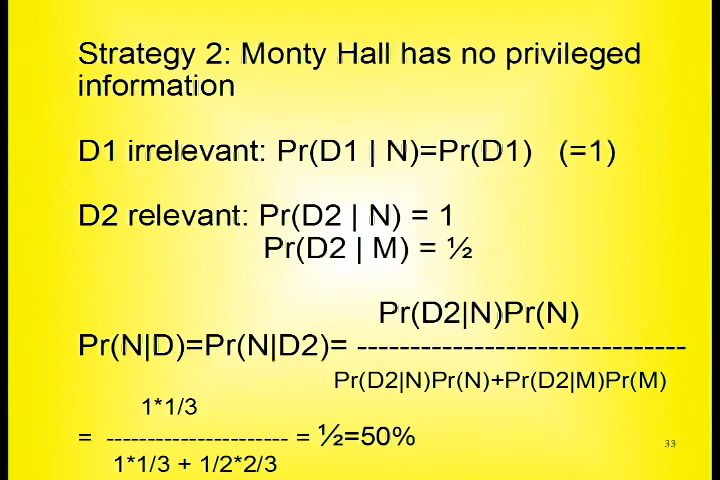 Strategy 2: Monty Hall has no privileged
information
D1 irrelevant: Pr(D1 | N)=Pr(D1) (=1)
D2 relevant: Pr(D2 | N) = 1
Pr(D2 | M) = ½
Pr(D2|N)Pr(N)
Pr(N|D)=Pr(N|D2)= -------------------------------
Pr(D2|N)Pr(N)+Pr(D2|M)Pr(M)
1*1/3
= ---------------------- = ½=50%
1*1/3 + 1/2*2/3
33